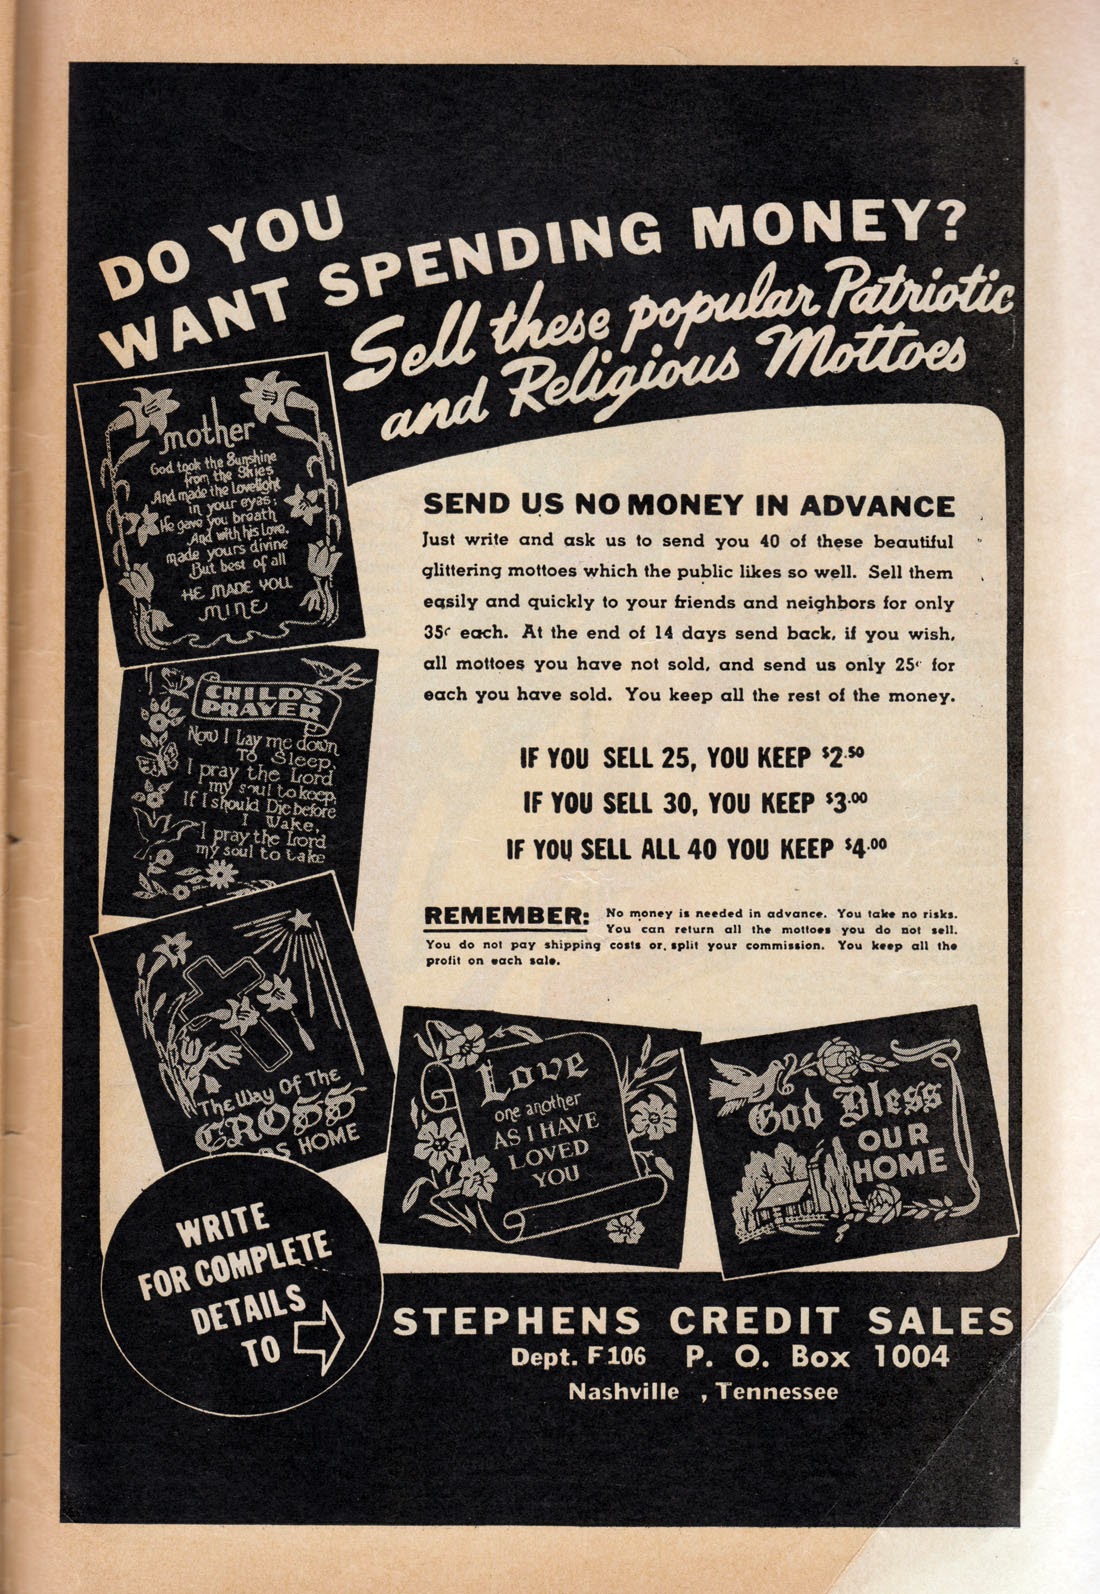 DO YOU
WANT SPENDING MONEY?
Sell these popular Patriotic
and Religious Mottoes
mother
God took the Sunshine
from the Skies
And made the lovelight
in your eyes;
He gave you breath
And with his love,
made yours divine
But best of all
HE MADE YOU
MINE
CHILD'S
PRAYER
Now I Lay me down
To Sleep,
I pray the Lord
my soul to keep;
If I should Die before
I Wake,
I pray the Lord
my soul to take
The Way Of The
CROSS
DS HOME
SEND US NO MONEY IN ADVANCE
Just write and ask us to send you 40 of these beautiful
glittering mottoes which the public likes so well. Sell them
easily and quickly to your friends and neighbors for only
35¢ each. At the end of 14 days send back, if you wish,
all mottoes you have not sold, and send us only 25¢ for
each you have sold. You keep all the rest of the money.
IF YOU SELL 25, YOU KEEP $2.50
IF YOU SELL 30, YOU KEEP $3.00
IF YOU SELL ALL 40 YOU KEEP $4.00
REMEMBER: No money is needed in advance. You take no risks.
You can return all the mottoes you do not sell.
You do not pay shipping costs or split your commission. You keep all the
profit on each sale.
Love
one another
AS I HAVE
LOVED
YOU
God Bless
OUR
HOME
WRITE
FOR COMPLETE
DETAILS
TO
STEPHENS CREDIT SALES
Dept. F106 P. O. Box 1004
Nashville , Tennessee